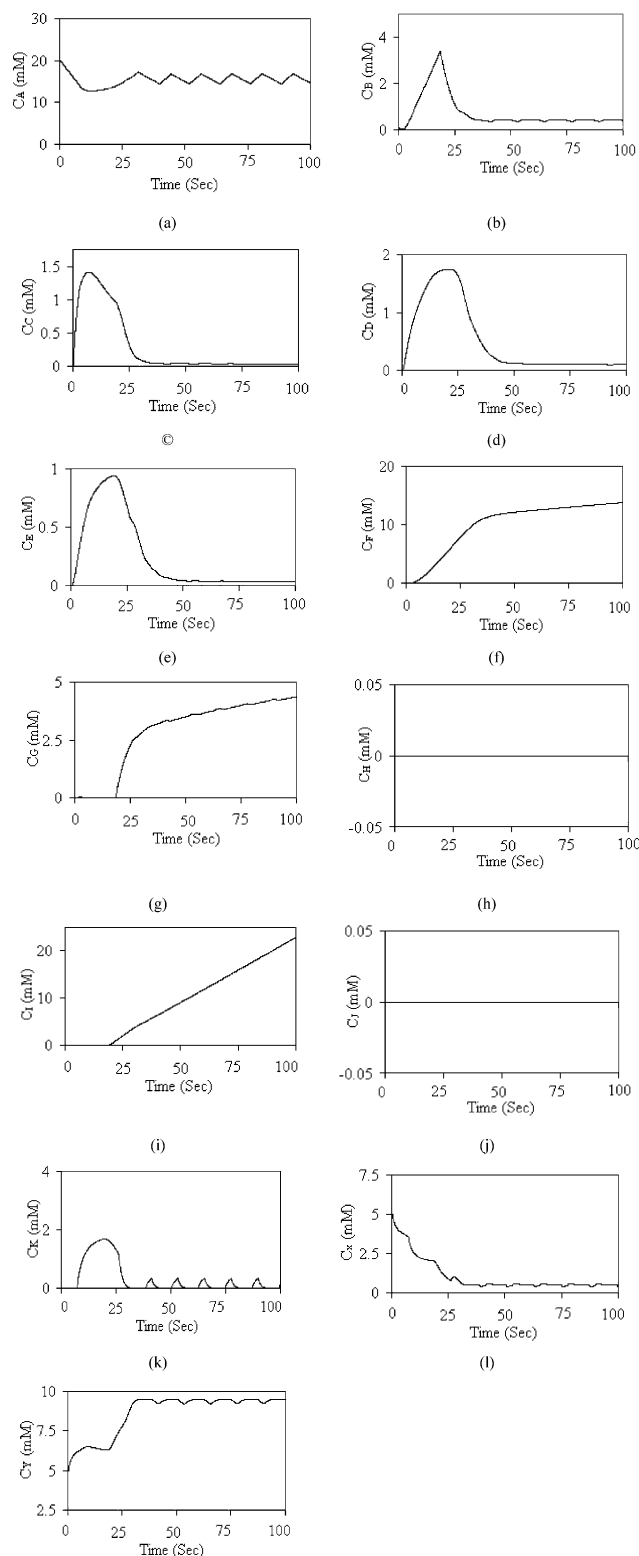 30
20
10
0
CA (mM)
0 25 50 75 100
Time (Sec)
(a)
4
2
0
CB (mM)
0 25 50 75 100
Time (Sec)
(b)
1.5
1
0.5
0
CC (mM)
0 25 50 75 100
Time (Sec)
©
2
1
0
CD (mM)
0 25 50 75 100
Time (Sec)
(d)
1
0.5
0
CE (mM)
0 25 50 75 100
Time (Sec)
(e)
20
10
0
CF (mM)
0 25 50 75 100
Time (Sec)
(f)
5
2.5
0
CG (mM)
0 25 50 75 100
Time (Sec)
(g)
0.05
0
-0.05
CH (mM)
0 25 50 75 100
Time (Sec)
(h)
20
10
0
CI (mM)
0 25 50 75 100
Time (Sec)
(i)
0.05
0
-0.05
CJ (mM)
0 25 50 75 100
Time (Sec)
(j)
4
2
0
CK (mM)
0 25 50 75 100
Time (Sec)
(k)
7.5
5
2.5
0
Cx (mM)
0 25 50 75 100
Time (Sec)
(l)
10
7.5
5
2.5
CY (mM)
0 25 50 75 100
Time (Sec)